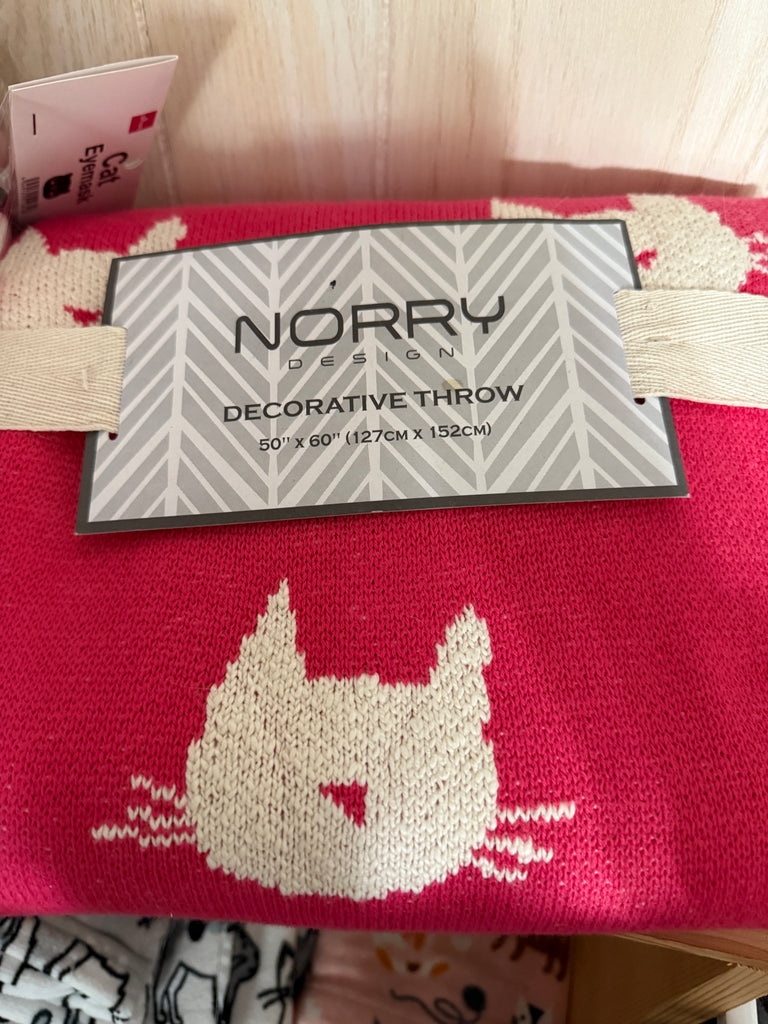 Cat
Eyemask
NORRY
DESIGN
DECORATIVE THROW
50" x 60" (127cm x 152cm)